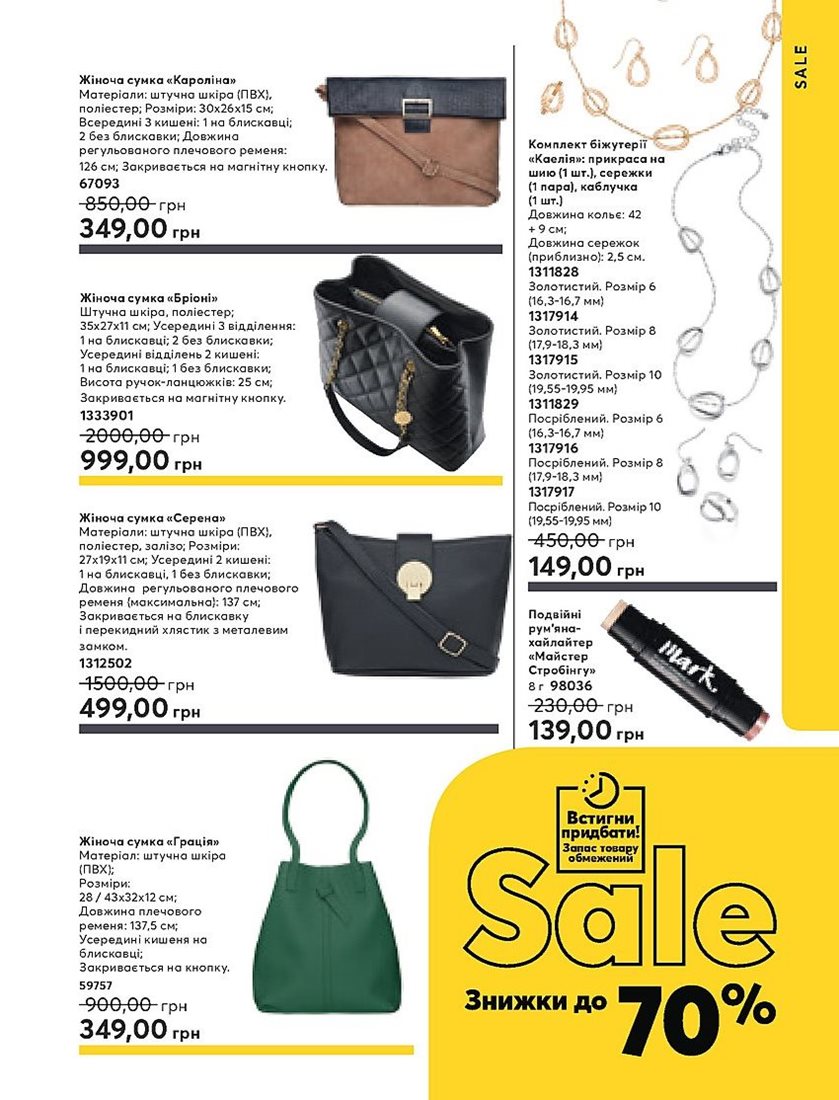 SALE
Жіноча сумка «Кароліна»
Матеріали: штучна шкіра (ПВХ),
поліестер; Розміри: 30х26х15 см;
Всередині 3 кишені: 1 на блискавці;
2 без блискавки; Довжина
регульованого плечового ременя:
126 см; Закривається на магнітну кнопку.
67093
850,00 грн
349,00 грн
Жіноча сумка «Бріоні»
Штучна шкіра, поліестер;
35х27х11 см; Усередині 3 відділення:
1 на блискавці; 2 без блискавки;
Усередині відділень 2 кишені:
1 на блискавці; 1 без блискавки;
Висота ручок-ланцюжків: 25 см;
Закривається на магнітну кнопку.
1333901
2000,00 грн
999,00 грн
Жіноча сумка «Серена»
Матеріали: штучна шкіра (ПВХ),
поліестер, залізо; Розміри:
27х19х11 см; Усередині 2 кишені:
1 на блискавці, 1 без блискавки;
Довжина регульованого плечового
ременя (максимальна): 137 см;
Закривається на блискавку
і перекидний хлястик з металевим
замком.
1312502
1500,00 грн
499,00 грн
Жіноча сумка «Грація»
Матеріал: штучна шкіра
(ПВХ);
Розміри:
28 / 43х32х12 см;
Довжина плечового
ременя: 137,5 см;
Усередині кишеня на
блискавці;
Закривається на кнопку.
59757
900,00 грн
349,00 грн
Комплект біжутерії
«Каелія»: прикраса на
шию (1 шт.), сережки
(1 пара), каблучка
(1 шт.)
Довжина кольє: 42
+ 9 см;
Довжина сережок
(приблизно): 2,5 см.
1311828
Золотистий. Розмір 6
(16,3-16,7 мм)
1317914
Золотистий. Розмір 8
(17,9-18,3 мм)
1317915
Золотистий. Розмір 10
(19,55-19,95 мм)
1311829
Посріблений. Розмір 6
(16,3-16,7 мм)
1317916
Посріблений. Розмір 8
(17,9-18,3 мм)
1317917
Посріблений. Розмір 10
(19,55-19,95 мм)
450,00 грн
149,00 грн
Подвійні
рум'яна-
хайлайтер
«Майстер
Стробінгу»
8 г 98036
230,00 грн
139,00 грн
mark.
Встигни
придбати!
Запас товару
обмежений
Sale
Знижки до 70%